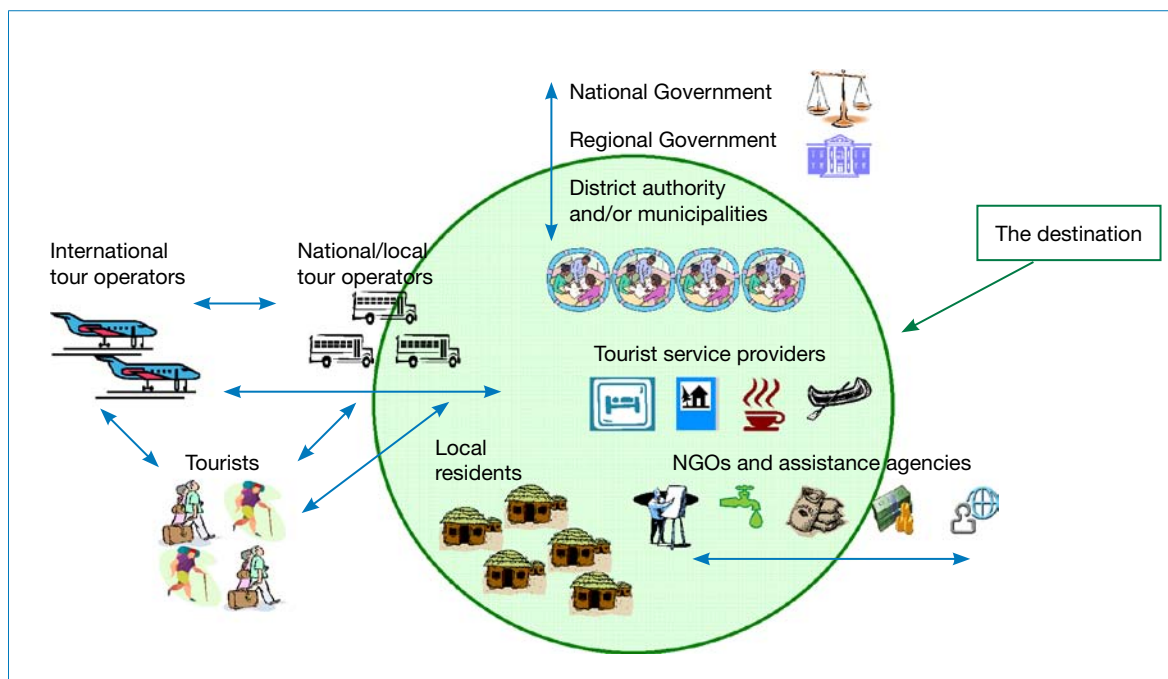 National Government
Regional Government
District authority
and/or municipalities
The destination
International
tour operators
National/local
tour operators
Tourist service providers
Tourists
Local
residents
NGOs and assistance agencies